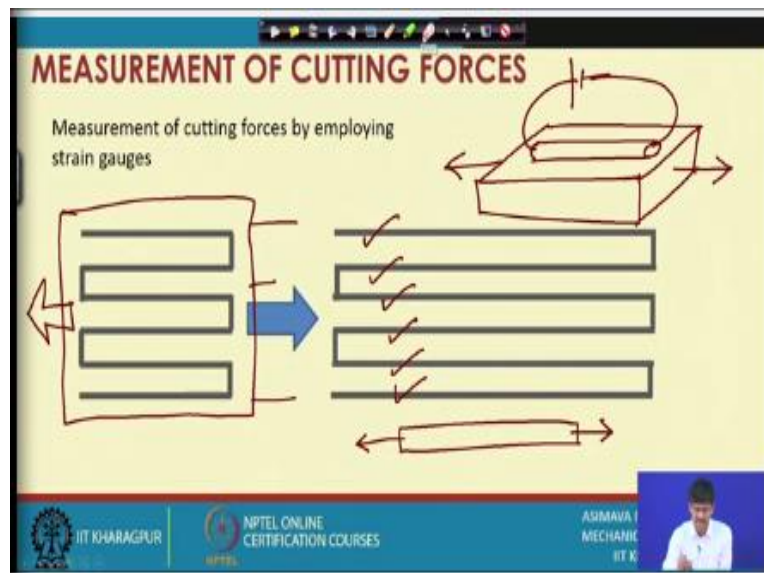 MEASUREMENT OF CUTTING FORCES
Measurement of cutting forces by employing
strain gauges
IIT KHARAGPUR
NPTEL
NPTEL ONLINE
CERTIFICATION COURSES
ASIMAVA
MECHANIC
IIT K